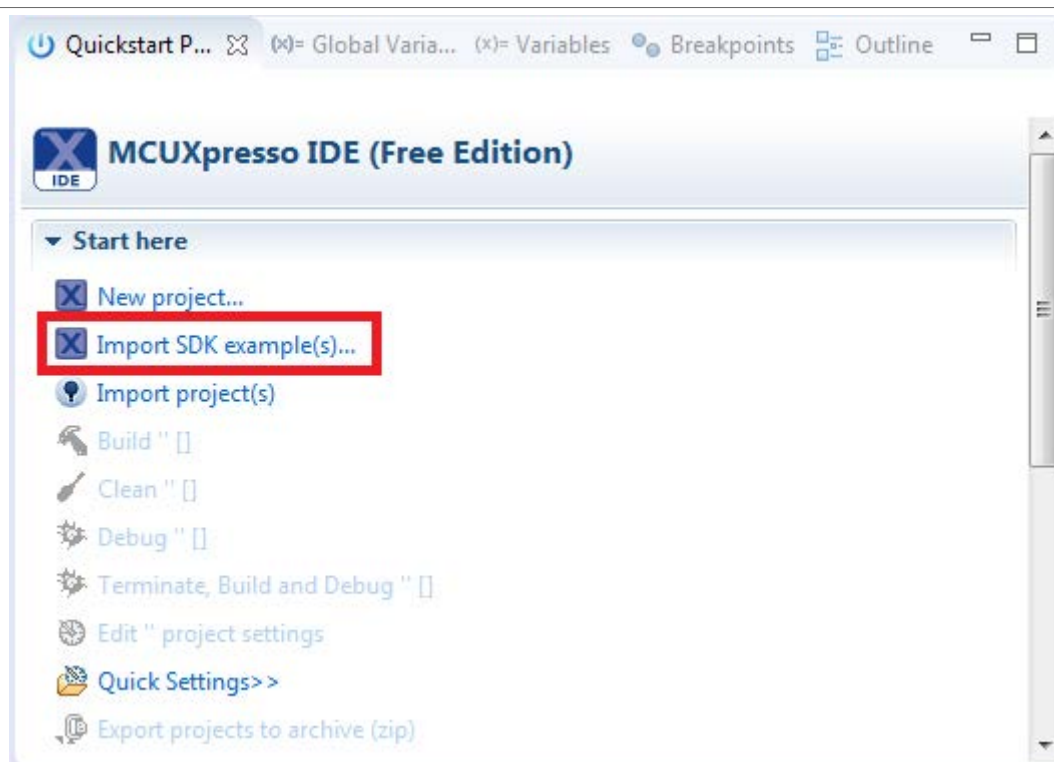 Quickstart P... (x)= Global Varia... (x)= Variables Breakpoints Outline
MCUXpresso IDE (Free Edition)
IDE
Start here
New project...
Import SDK example(s)...
Import project(s)
Build '' []
Clean '' []
Debug '' []
Terminate, Build and Debug '' []
Edit '' project settings
Quick Settings>>
Export projects to archive (zip)